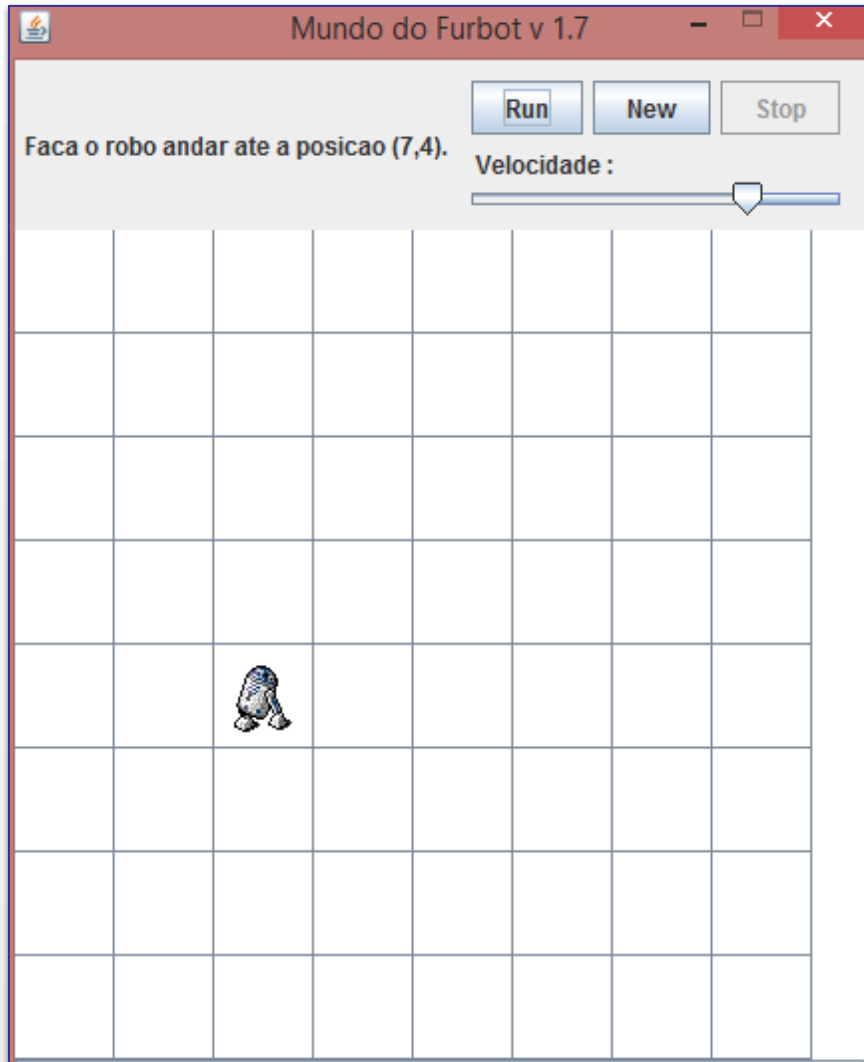 Mundo do Furbot v 1.7
Run New Stop
Faca o robo andar ate a posicao (7,4).
Velocidade :